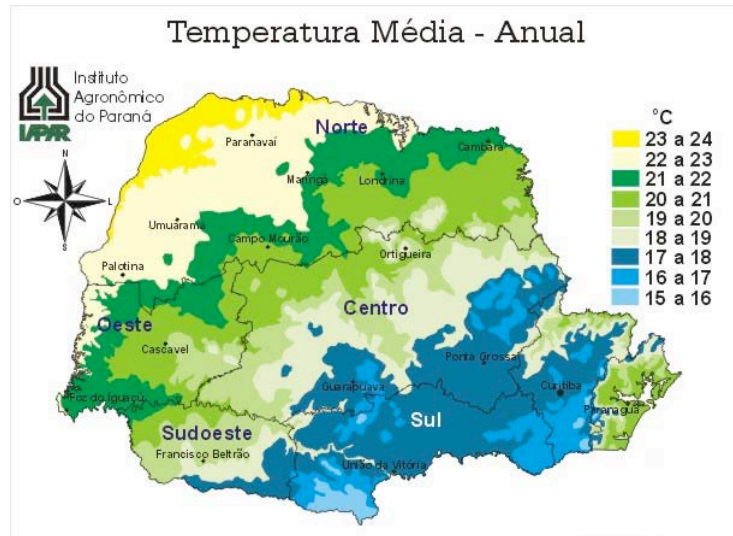 Temperatura Média - Anual
Instituto
Agronômico
do Paraná
IAPAR
N
O
L
S
°C
23 a 24
22 a 23
21 a 22
20 a 21
19 a 20
18 a 19
17 a 18
16 a 17
15 a 16
Norte
Paranavaí
Cambará
Maringá
Londrina
Umuarama
Campo Mourão
Ortigueira
Palotina
Centro
Oeste
Cascavel
Ponta Grossa
Guarapuava
Curitiba
Foz do Iguaçu
Paranaguá
Sul
Sudoeste
Francisco Beltrão
União da Vitória